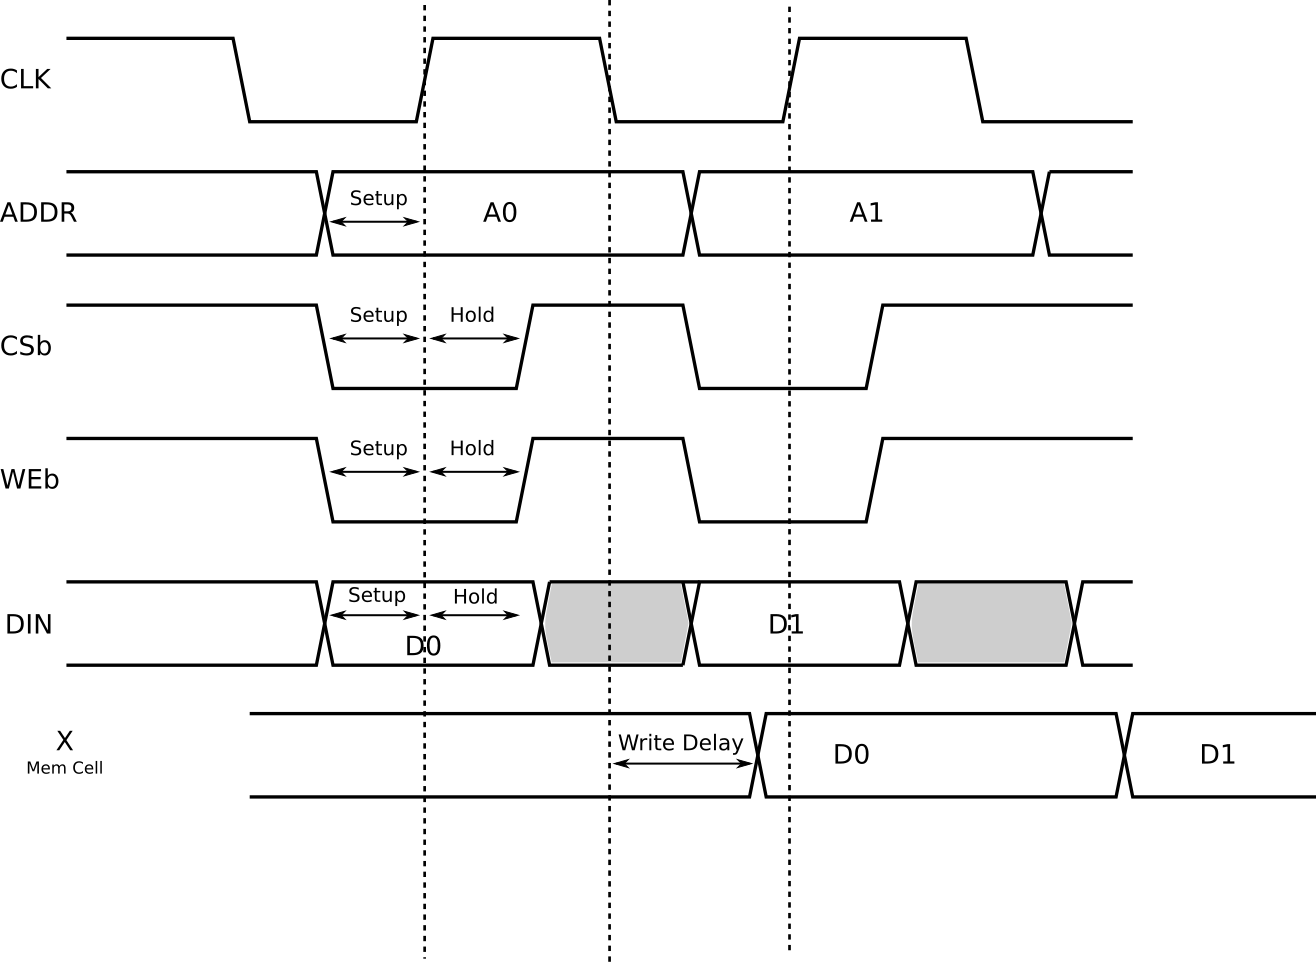 CLK
ADDR
Setup
A0
A1
CSb
Setup
Hold
WEb
Setup
Hold
DIN
Setup
Hold
D0
D1
X
Mem Cell
Write Delay
D0
D1